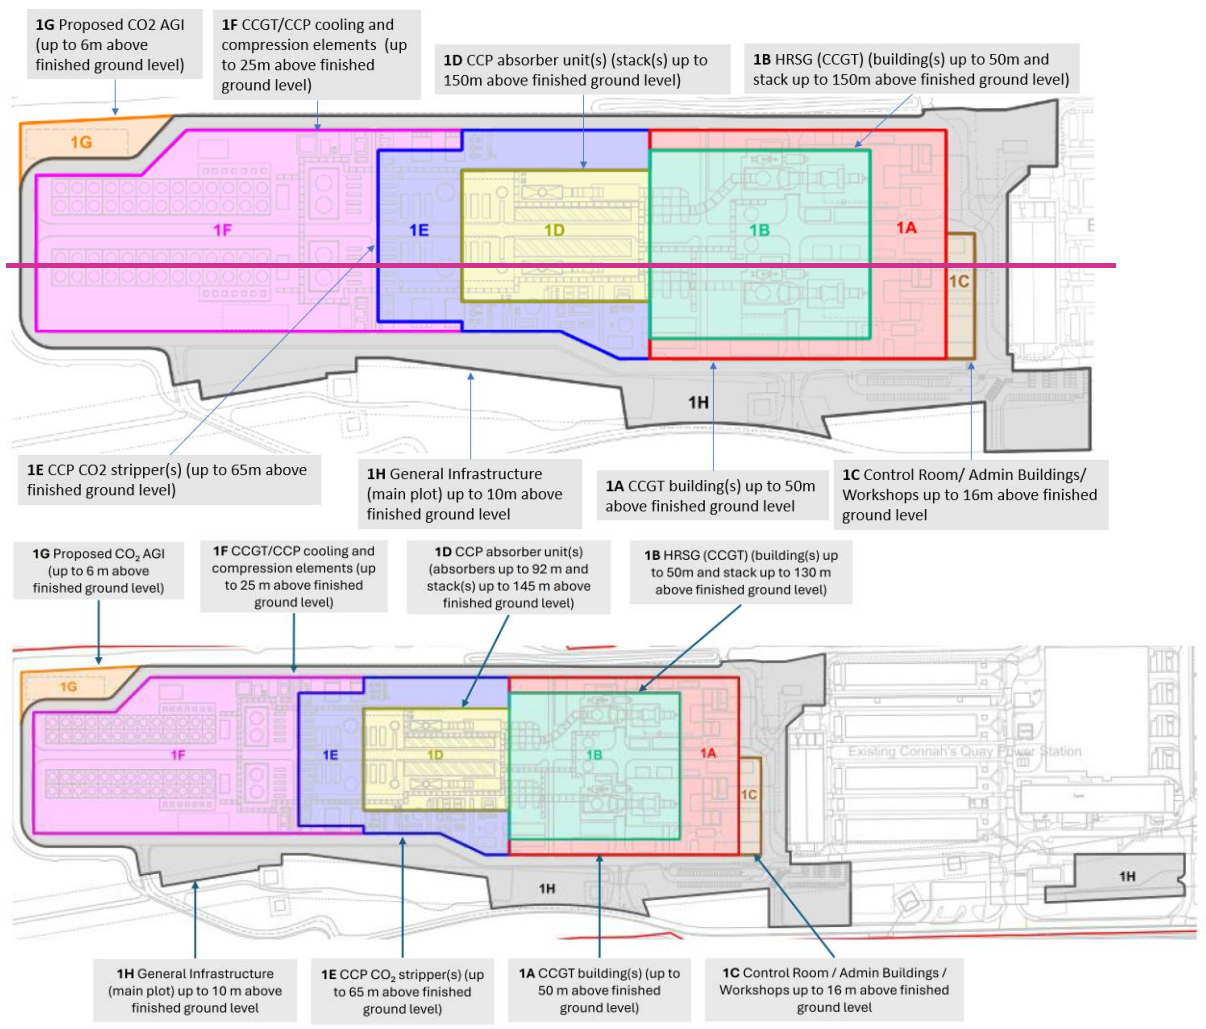 1G Proposed CO2 AGI
(up to 6m above
finished ground level)
1F CCGT/CCP cooling and
compression elements (up
to 25m above finished
ground level)
1D CCP absorber unit(s) (stack(s) up to
150m above finished ground level)
1B HRSG (CCGT) (building(s) up to 50m and
stack up to 150m above finished ground level)
1G
1F
1E
1D
1B
1A
1C
1H
1E CCP CO2 stripper(s) (up to 65m above
finished ground level)
1H General Infrastructure
(main plot) up to 10m above
finished ground level
1A CCGT building(s) up to 50m
above finished ground level
1C Control Room/ Admin Buildings/
Workshops up to 16m above finished
ground level
1G Proposed CO₂ AGI
(up to 6 m above
finished ground level)
1F CCGT/CCP cooling and
compression elements (up
to 25 m above finished
ground level)
1D CCP absorber unit(s)
(absorbers up to 92 m and
stack(s) up to 145 m above
finished ground level)
1B HRSG (CCGT) (building(s) up
to 50m and stack up to 130 m
above finished ground level)
1G
1F
1E
1D
1B
1A
1C
Existing Connah's Quay Power Station
1H
1H
1H General Infrastructure
(main plot) up to 10 m above
finished ground level
1E CCP CO₂ stripper(s) (up
to 65 m above finished
ground level)
1A CCGT building(s) (up to
50 m above finished
ground level)
1C Control Room / Admin Buildings /
Workshops up to 16 m above finished
ground level